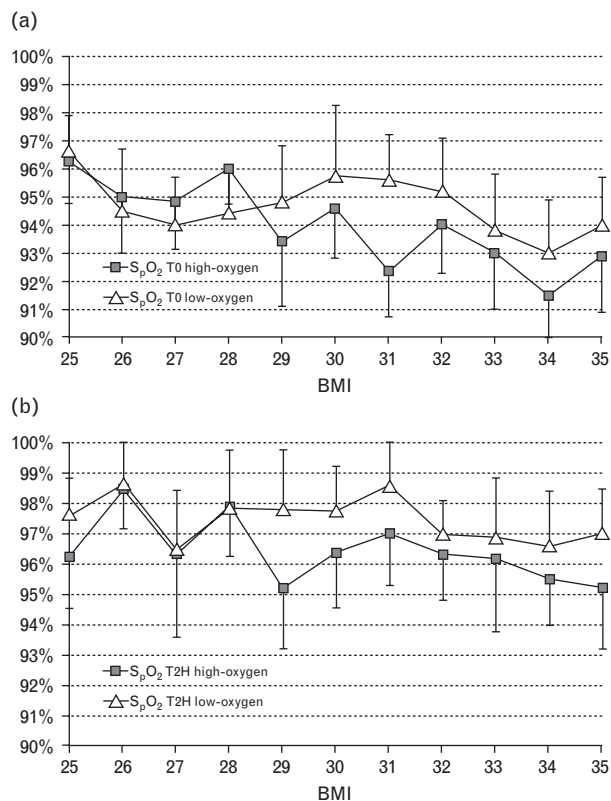 (a)
100%
99%
98%
97%
96%
95%
94%
93%
92%
91%
90%
SpO2 T0 high-oxygen
SpO2 T0 low-oxygen
25 26 27 28 29 30 31 32 33 34 35
BMI
(b)
100%
99%
98%
97%
96%
95%
94%
93%
92%
91%
90%
SpO2 T2H high-oxygen
SpO2 T2H low-oxygen
25 26 27 28 29 30 31 32 33 34 35
BMI